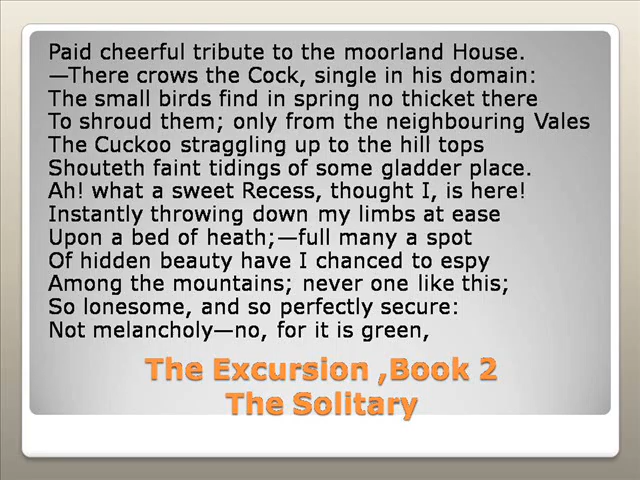 Paid cheerful tribute to the moorland House.
—There crows the Cock, single in his domain:
The small birds find in spring no thicket there
To shroud them; only from the neighbouring Vales
The Cuckoo straggling up to the hill tops
Shouteth faint tidings of some gladder place.
Ah! what a sweet Recess, thought I, is here!
Instantly throwing down my limbs at ease
Upon a bed of heath;—full many a spot
Of hidden beauty have I chanced to espy
Among the mountains; never one like this;
So lonesome, and so perfectly secure:
Not melancholy—no, for it is green,
The Excursion ,Book 2
The Solitary